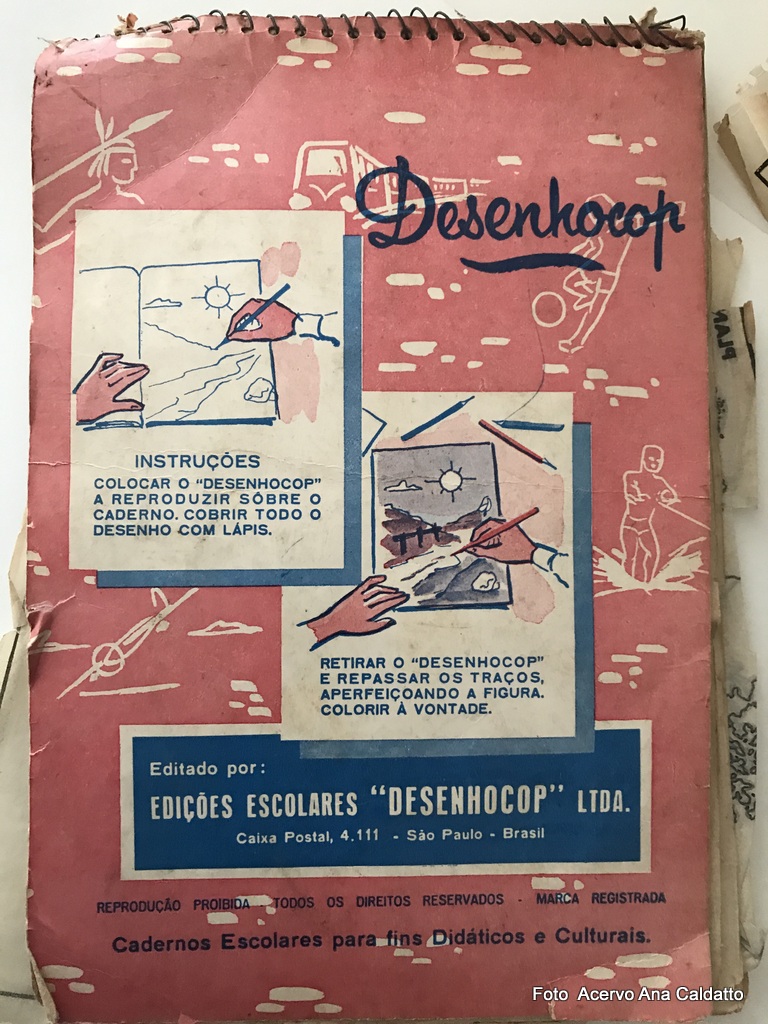 Desenhocop
INSTRUÇÕES
COLOCAR O “DESENHOCOP”
A REPRODUZIR SÔBRE O
CADERNO. COBRIR TODO O
DESENHO COM LÁPIS.
RETIRAR O “DESENHOCOP”
E REPASSAR OS TRAÇOS,
APERFEIÇOANDO A FIGURA.
COLORIR À VONTADE.
Editado por:
EDIÇÕES ESCOLARES “DESENHOCOP” LTDA.
Caixa Postal, 4.111 - São Paulo - Brasil
REPRODUÇÃO PROIBIDA - TODOS OS DIREITOS RESERVADOS - MARCA REGISTRADA
Cadernos Escolares para fins Didáticos e Culturais.
Foto Acervo Ana Caldatto